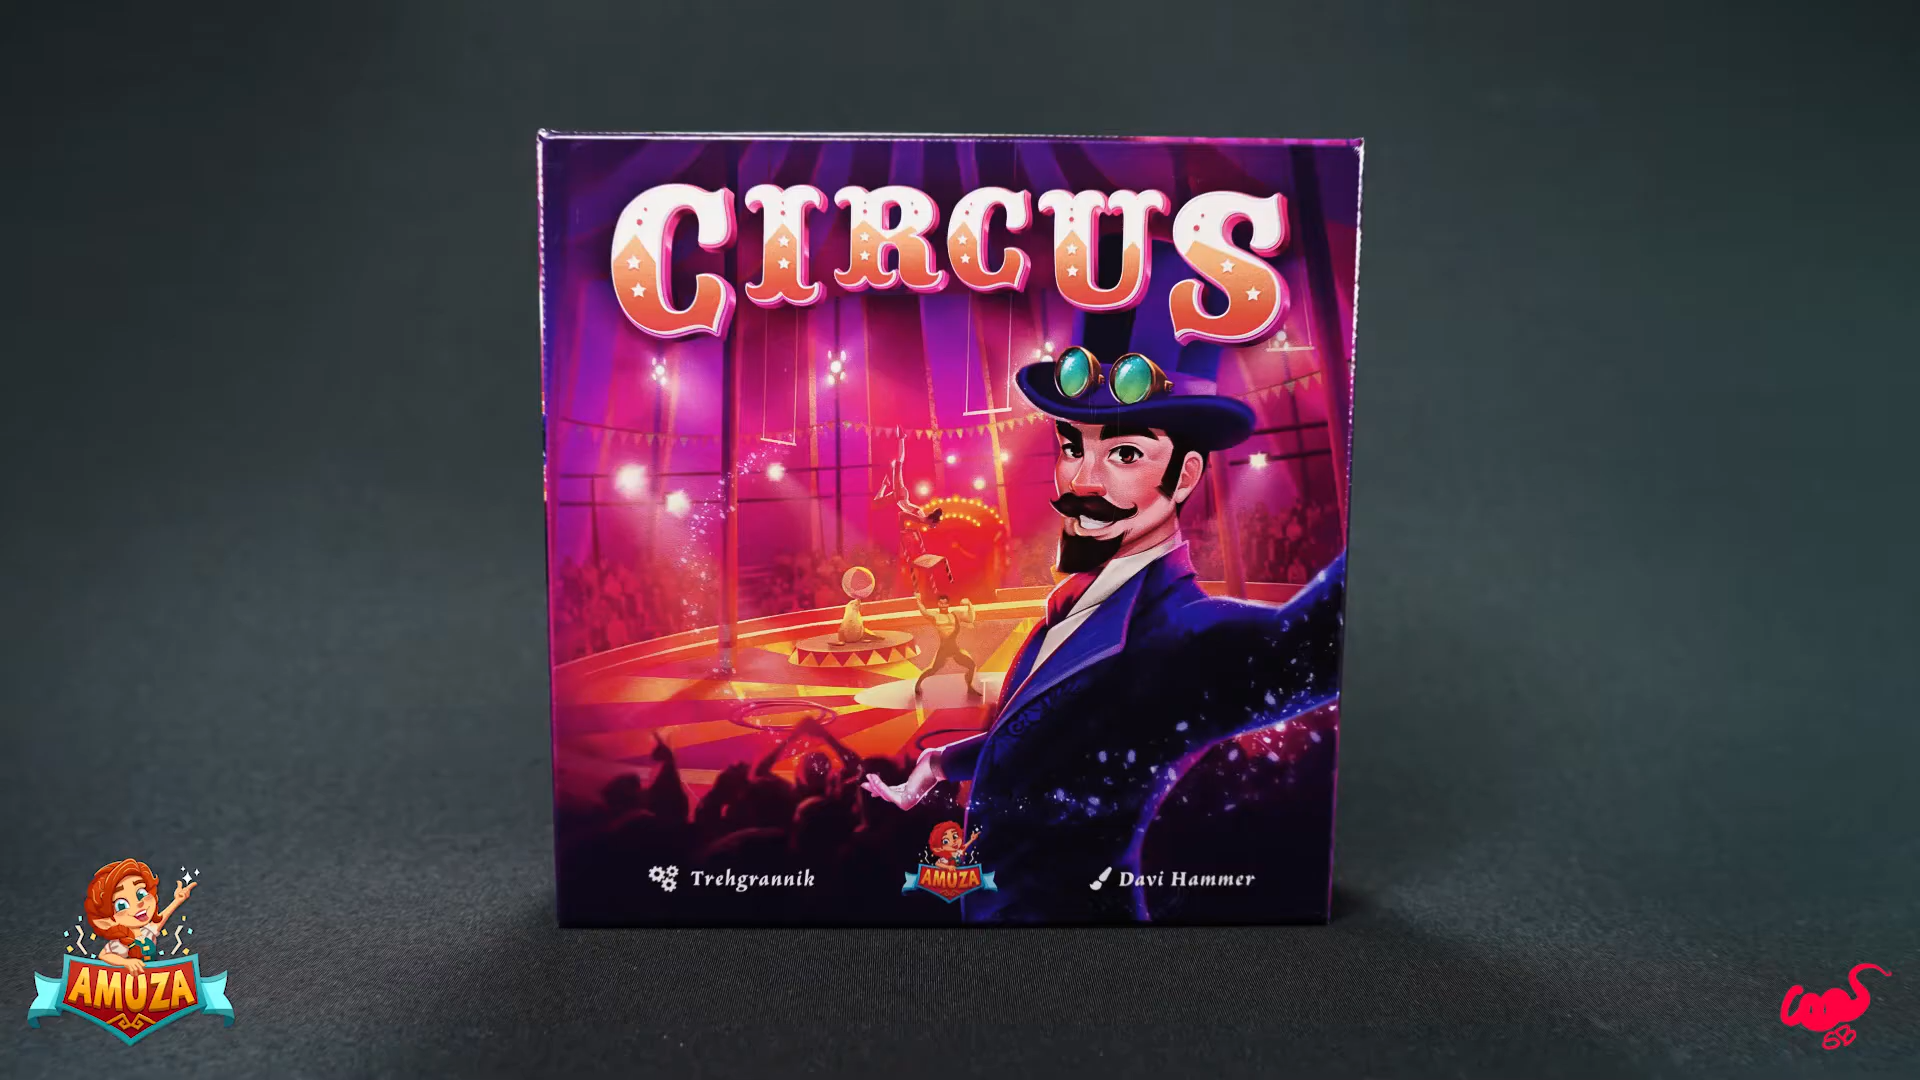 CIRCUS
Trehgrannik
AMUZA
Davi Hammer
AMUZA